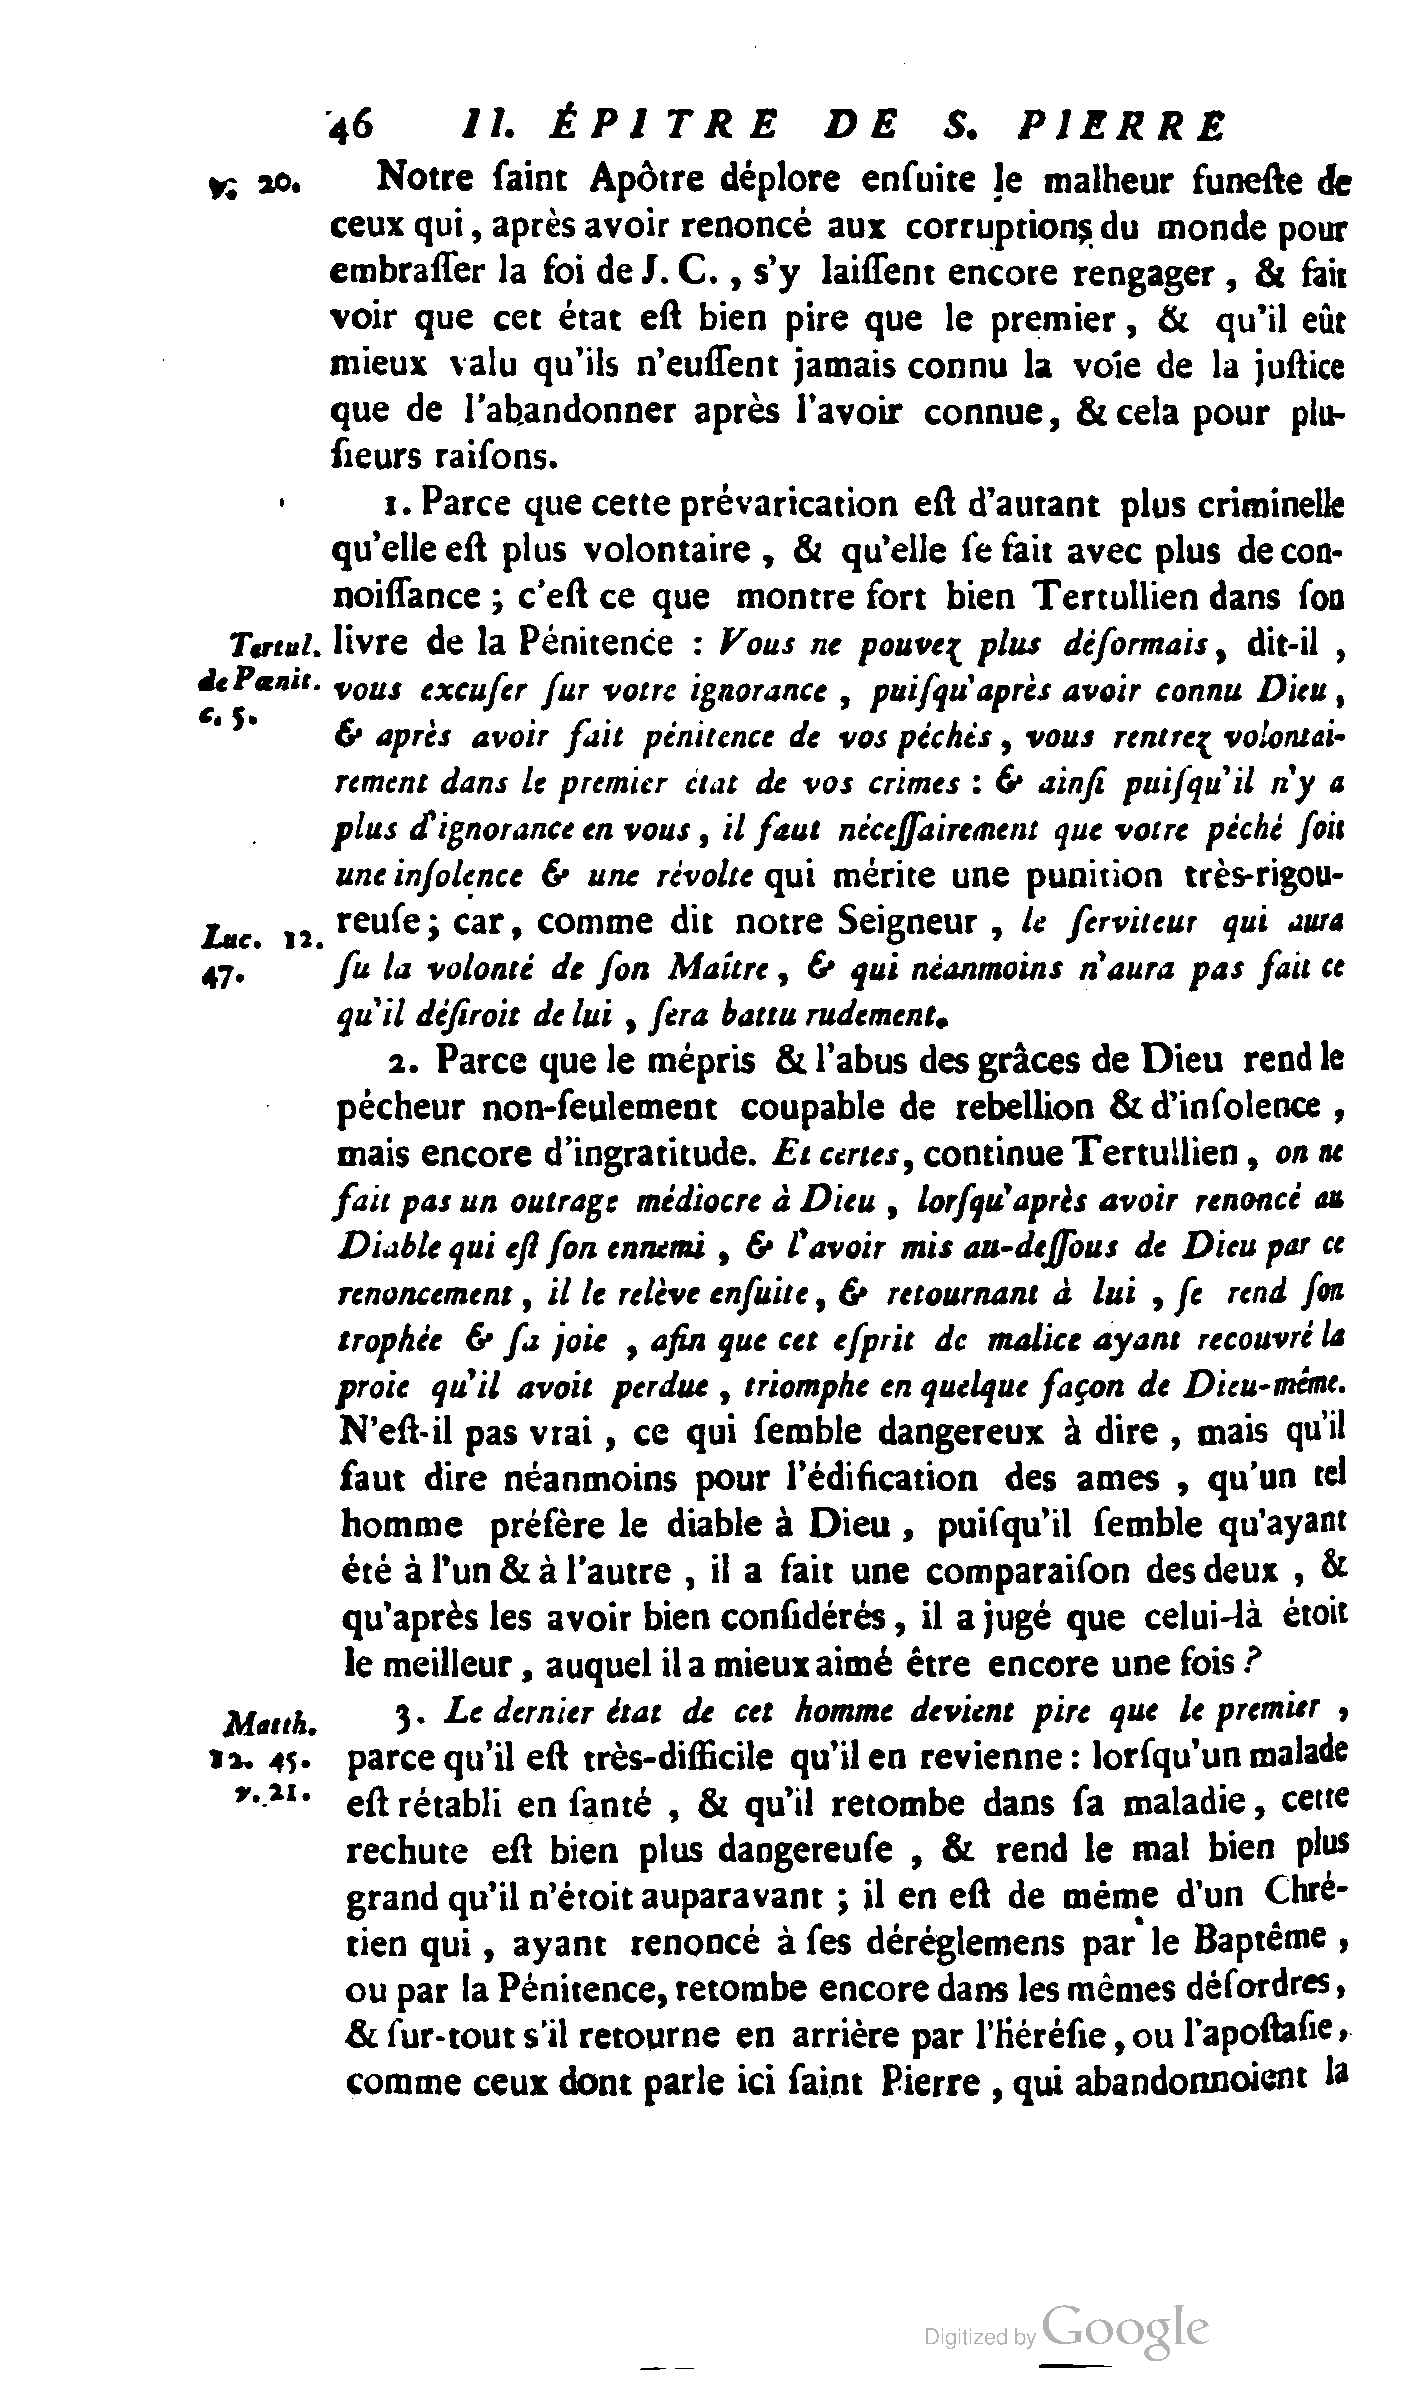 46 II. ÉPITRE DE S. PIERRE
℣. 20. Notre ſaint Apôtre déplore enſuite le malheur funeſte de
ceux qui, après avoir renoncé aux corruptions du monde pour
embraſſer la foi de J. C., s'y laiſſent encore rengager, & fait
voir que cet état eſt bien pire que le premier, & qu'il eût
mieux valu qu'ils n'euſſent jamais connu la voie de la juſtice
que de l'abandonner après l'avoir connue, & cela pour plu-
ſieurs raiſons.
1. Parce que cette prévarication eſt d'autant plus criminelle
qu'elle eſt plus volontaire, & qu'elle ſe fait avec plus de con-
noiſſance; c'eſt ce que montre fort bien Tertullien dans ſon
Tertul. livre de la Pénitence : Vous ne pouvez plus déſormais, dit-il,
de Pœnit. vous excuſer ſur votre ignorance, puiſqu'après avoir connu Dieu,
c. 5. & après avoir fait pénitence de vos péchés, vous rentrez volontai-
rement dans le premier état de vos crimes : & ainſi puiſqu'il n'y a
plus d'ignorance en vous, il faut néceſſairement que votre péché ſoit
une inſolence & une révolte qui mérite une punition très-rigou-
Luc. 12. reuſe; car, comme dit notre Seigneur, le ſerviteur qui aura
47. ſu la volonté de ſon Maître, & qui néanmoins n'aura pas fait ce
qu'il déſiroit de lui, ſera battu rudement.
2. Parce que le mépris & l'abus des grâces de Dieu rend le
pécheur non-ſeulement coupable de rebellion & d'inſolence,
mais encore d'ingratitude. Et certes, continue Tertullien, on ne
fait pas un outrage médiocre à Dieu, lorſqu'après avoir renoncé au
Diable qui eſt ſon ennemi, & l'avoir mis au-deſſous de Dieu par ce
renoncement, il le relève enſuite, & retournant à lui, ſe rend ſon
trophée & ſa joie, afin que cet eſprit de malice ayant recouvré la
proie qu'il avoit perdue, triomphe en quelque façon de Dieu-même.
N'eſt-il pas vrai, ce qui ſemble dangereux à dire, mais qu'il
faut dire néanmoins pour l'édification des ames, qu'un tel
homme préfère le diable à Dieu, puiſqu'il ſemble qu'ayant
été à l'un & à l'autre, il a fait une comparaiſon des deux, &
qu'après les avoir bien conſidérés, il a jugé que celui-là étoit
le meilleur, auquel il a mieux aimé être encore une fois?
Matth. 3. Le dernier état de cet homme devient pire que le premier,
12. 45. parce qu'il eſt très-difficile qu'il en revienne : lorſqu'un malade
v. 21. eſt rétabli en ſanté, & qu'il retombe dans ſa maladie, cette
rechute eſt bien plus dangereuſe, & rend le mal bien plus
grand qu'il n'étoit auparavant; il en eſt de même d'un Chré-
tien qui, ayant renoncé à ſes déréglemens par le Baptême,
ou par la Pénitence, retombe encore dans les mêmes déſordres,
& ſur-tout s'il retourne en arrière par l'héréſie, ou l'apoſtaſie,
comme ceux dont parle ici ſaint Pierre, qui abandonnoient la
Digitized by Google